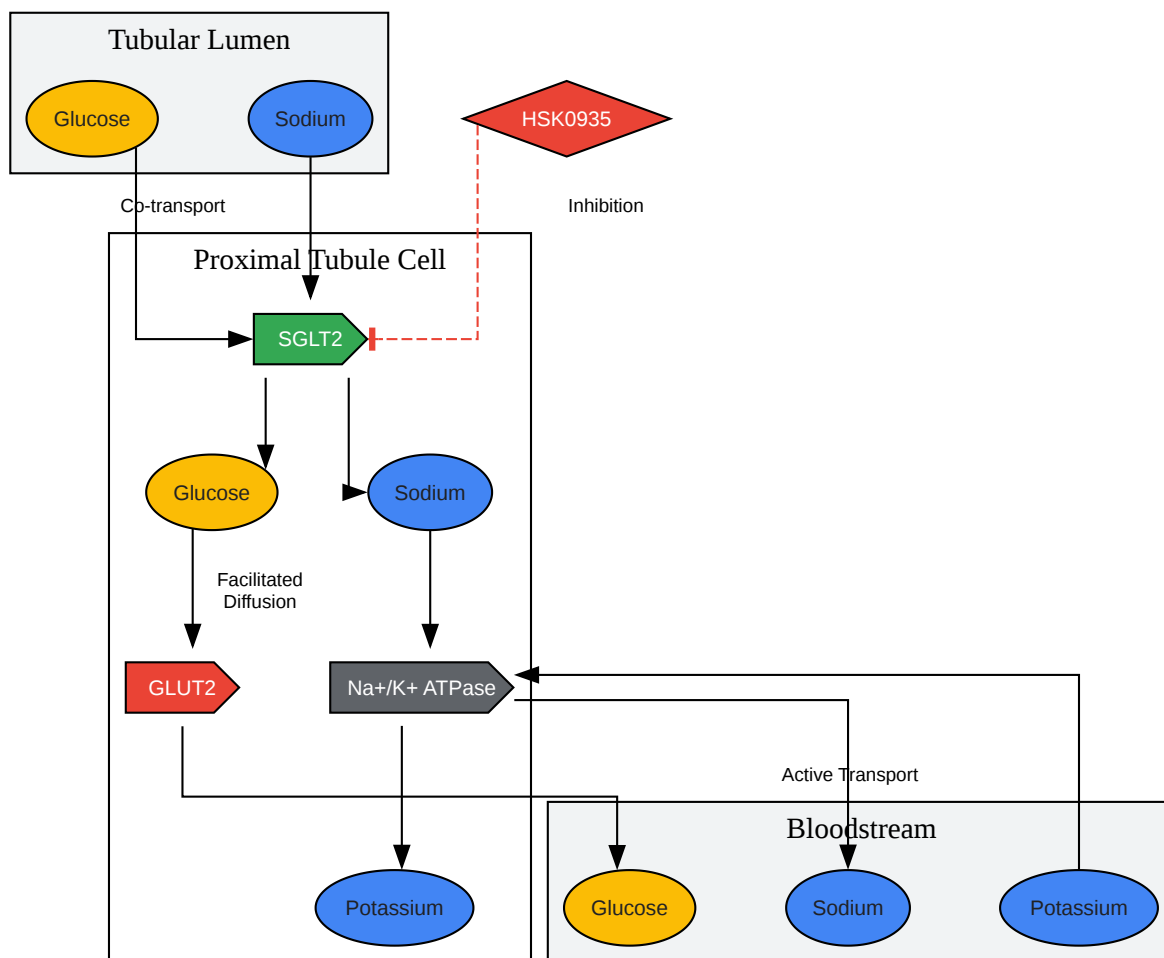 Tubular Lumen
Glucose
Sodium
HSK0935
Co-transport
Inhibition
Proximal Tubule Cell
SGLT2
Glucose
Sodium
Facilitated
Diffusion
GLUT2
Na+/K+ ATPase
Active Transport
Bloodstream
Potassium
Glucose
Sodium
Potassium